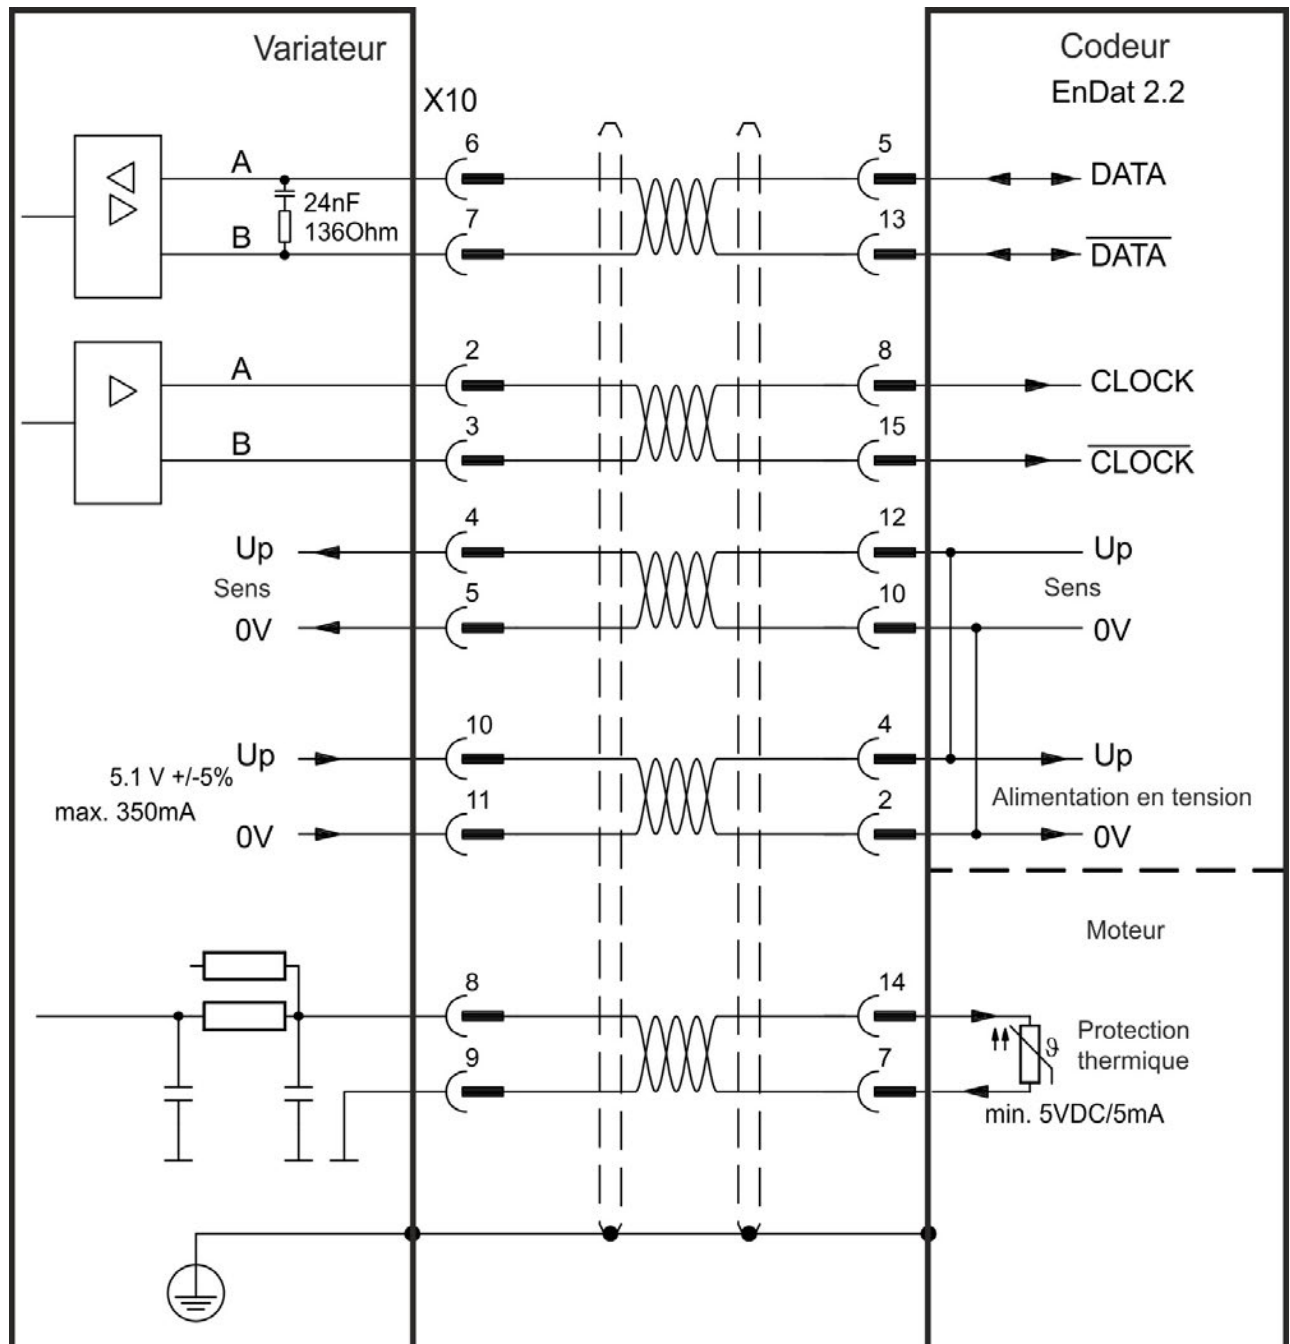 Variateur
Codeur
EnDat 2.2
X10
6
5
A
DATA
24nF
136Ohm
7
13
B
DATA
2
8
A
CLOCK
3
15
B
CLOCK
4
12
Up
Up
Sens
Sens
5
10
0V
0V
10
4
Up
Up
5.1 V +/-5%
max. 350mA
Alimentation en tension
11
2
0V
0V
Moteur
8
14
Protection
thermique
ϑ
9
7
min. 5VDC/5mA